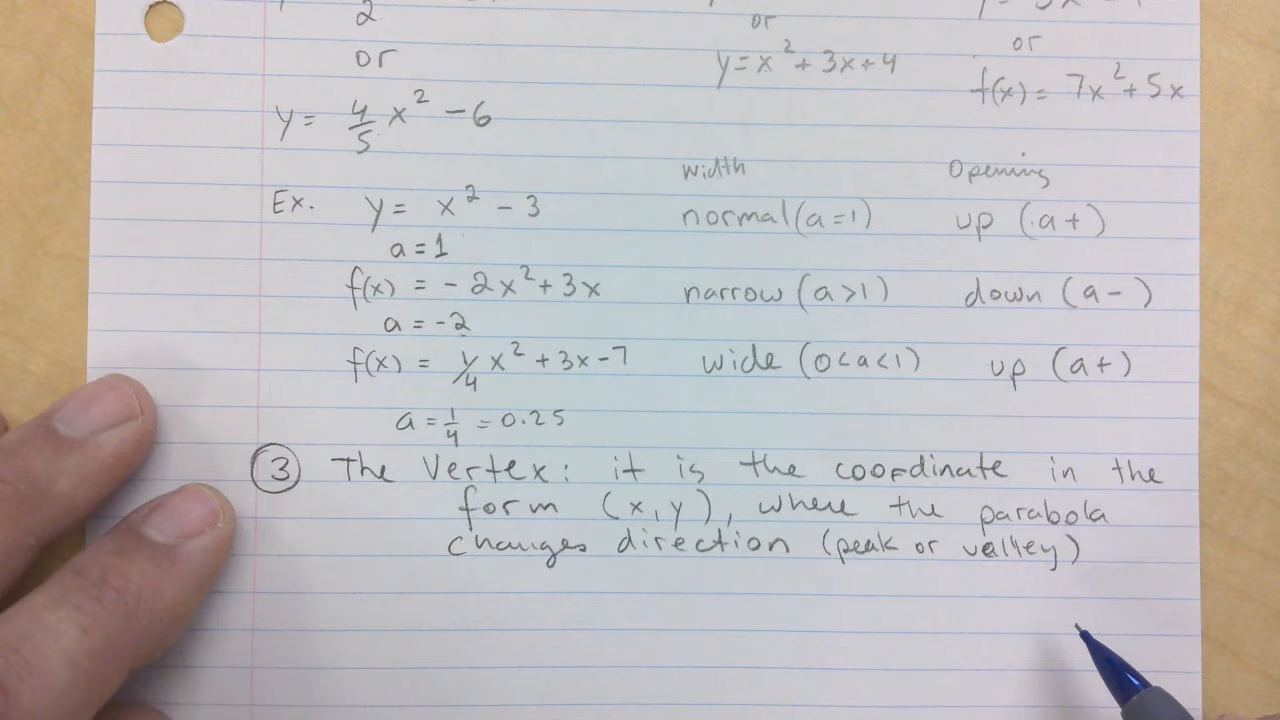 2
or
or
or
y = x² + 3x + 4
f(x) = 7x² + 5x
y = 4/5 x² - 6
width Opening
Ex. y = x² - 3 normal (a=1) up (a+)
a = 1
f(x) = - 2x² + 3x narrow (a>1) down (a-)
a = -2
f(x) = 1/4 x² + 3x - 7 wide (0<a<1) up (a+)
a = 1/4 = 0.25
③ The Vertex: it is the coordinate in the
form (x,y), where the parabola
changes direction (peak or valley)